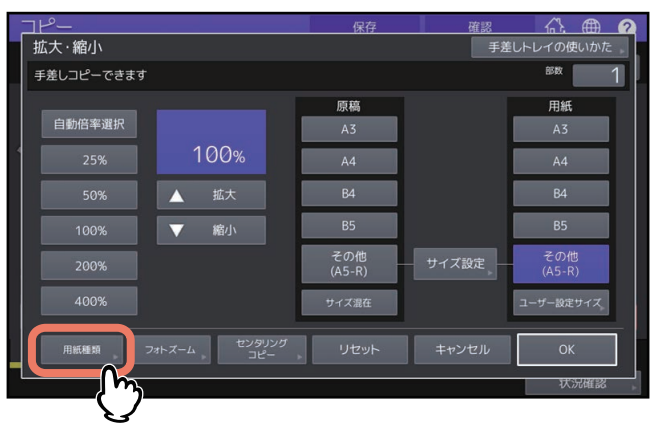 コピー
保存
確認
拡大・縮小
手差しトレイの使いかた
手差しコピーできます
部数 1
自動倍率選択
25%
50%
100%
200%
400%
100%
拡大
縮小
原稿
A3
A4
B4
B5
その他
(A5-R)
サイズ混在
サイズ設定
用紙
A3
A4
B4
B5
その他
(A5-R)
ユーザー設定サイズ
用紙種類
フォトズーム
センタリング
コピー
リセット
キャンセル
OK
状況確認